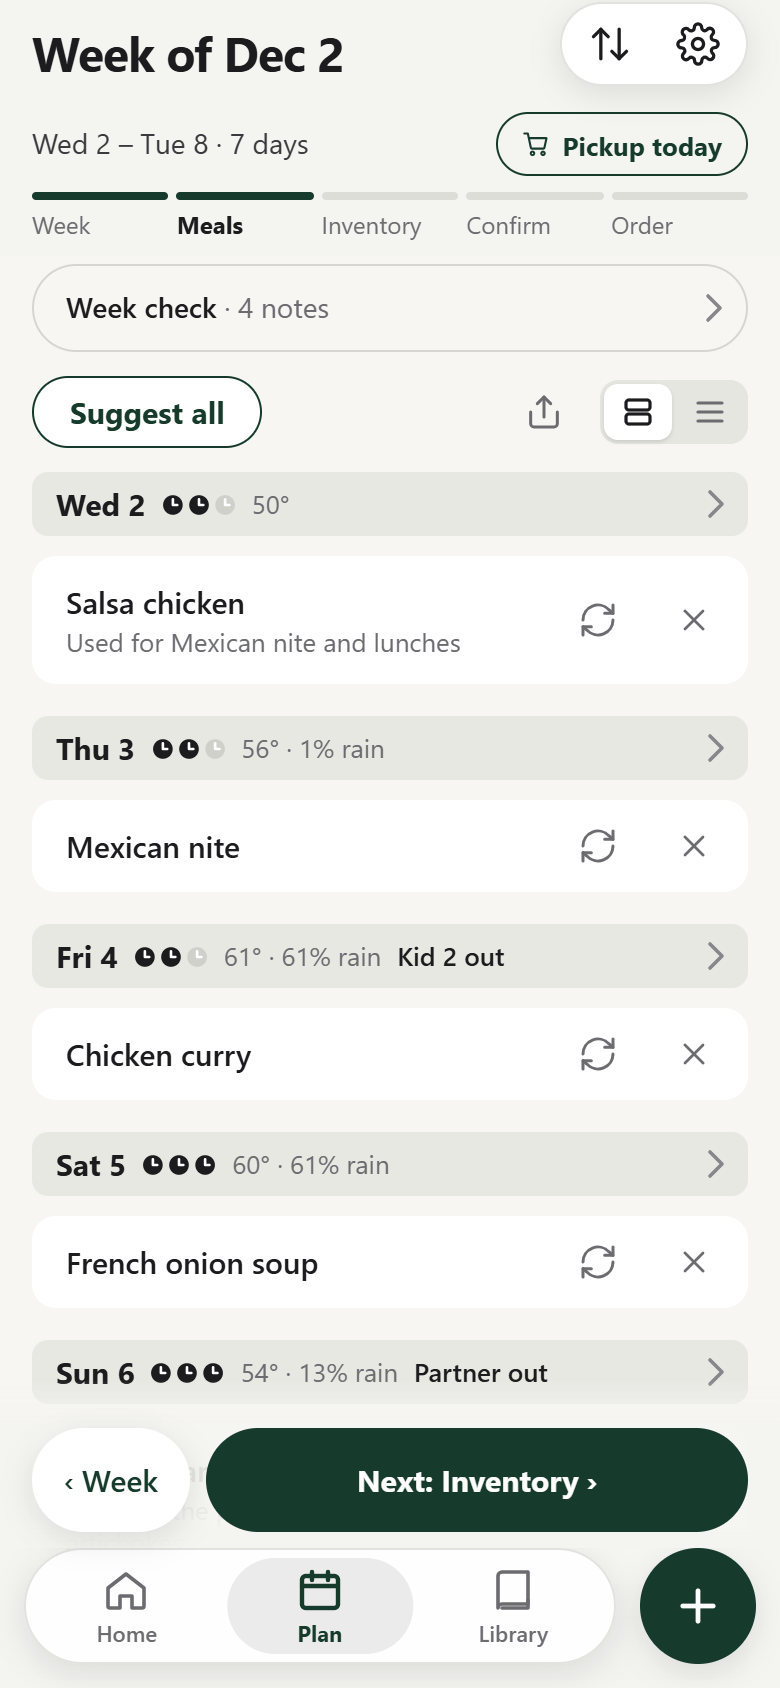 Week of Dec 2
Wed 2 – Tue 8 · 7 days
Pickup today
Week
Meals
Inventory
Confirm
Order
Week check · 4 notes
Suggest all
Wed 2 50°
Salsa chicken
Used for Mexican nite and lunches
Thu 3 56° · 1% rain
Mexican nite
Fri 4 61° · 61% rain Kid 2 out
Chicken curry
Sat 5 60° · 61% rain
French onion soup
Sun 6 54° · 13% rain Partner out
‹ Week
Next: Inventory ›
Home
Plan
Library